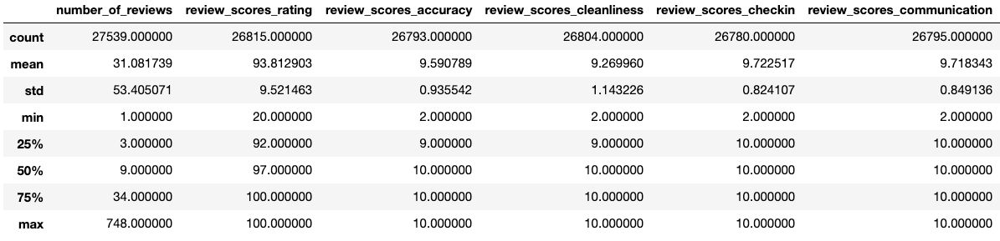 number_of_reviews review_scores_rating review_scores_accuracy review_scores_cleanliness review_scores_checkin review_scores_communication
count 27539.000000 26815.000000 26793.000000 26804.000000 26780.000000 26795.000000
mean 31.081739 93.812903 9.590789 9.269960 9.722517 9.718343
std 53.405071 9.521463 0.935542 1.143226 0.824107 0.849136
min 1.000000 20.000000 2.000000 2.000000 2.000000 2.000000
25% 3.000000 92.000000 9.000000 9.000000 10.000000 10.000000
50% 9.000000 97.000000 10.000000 10.000000 10.000000 10.000000
75% 34.000000 100.000000 10.000000 10.000000 10.000000 10.000000
max 748.000000 100.000000 10.000000 10.000000 10.000000 10.000000